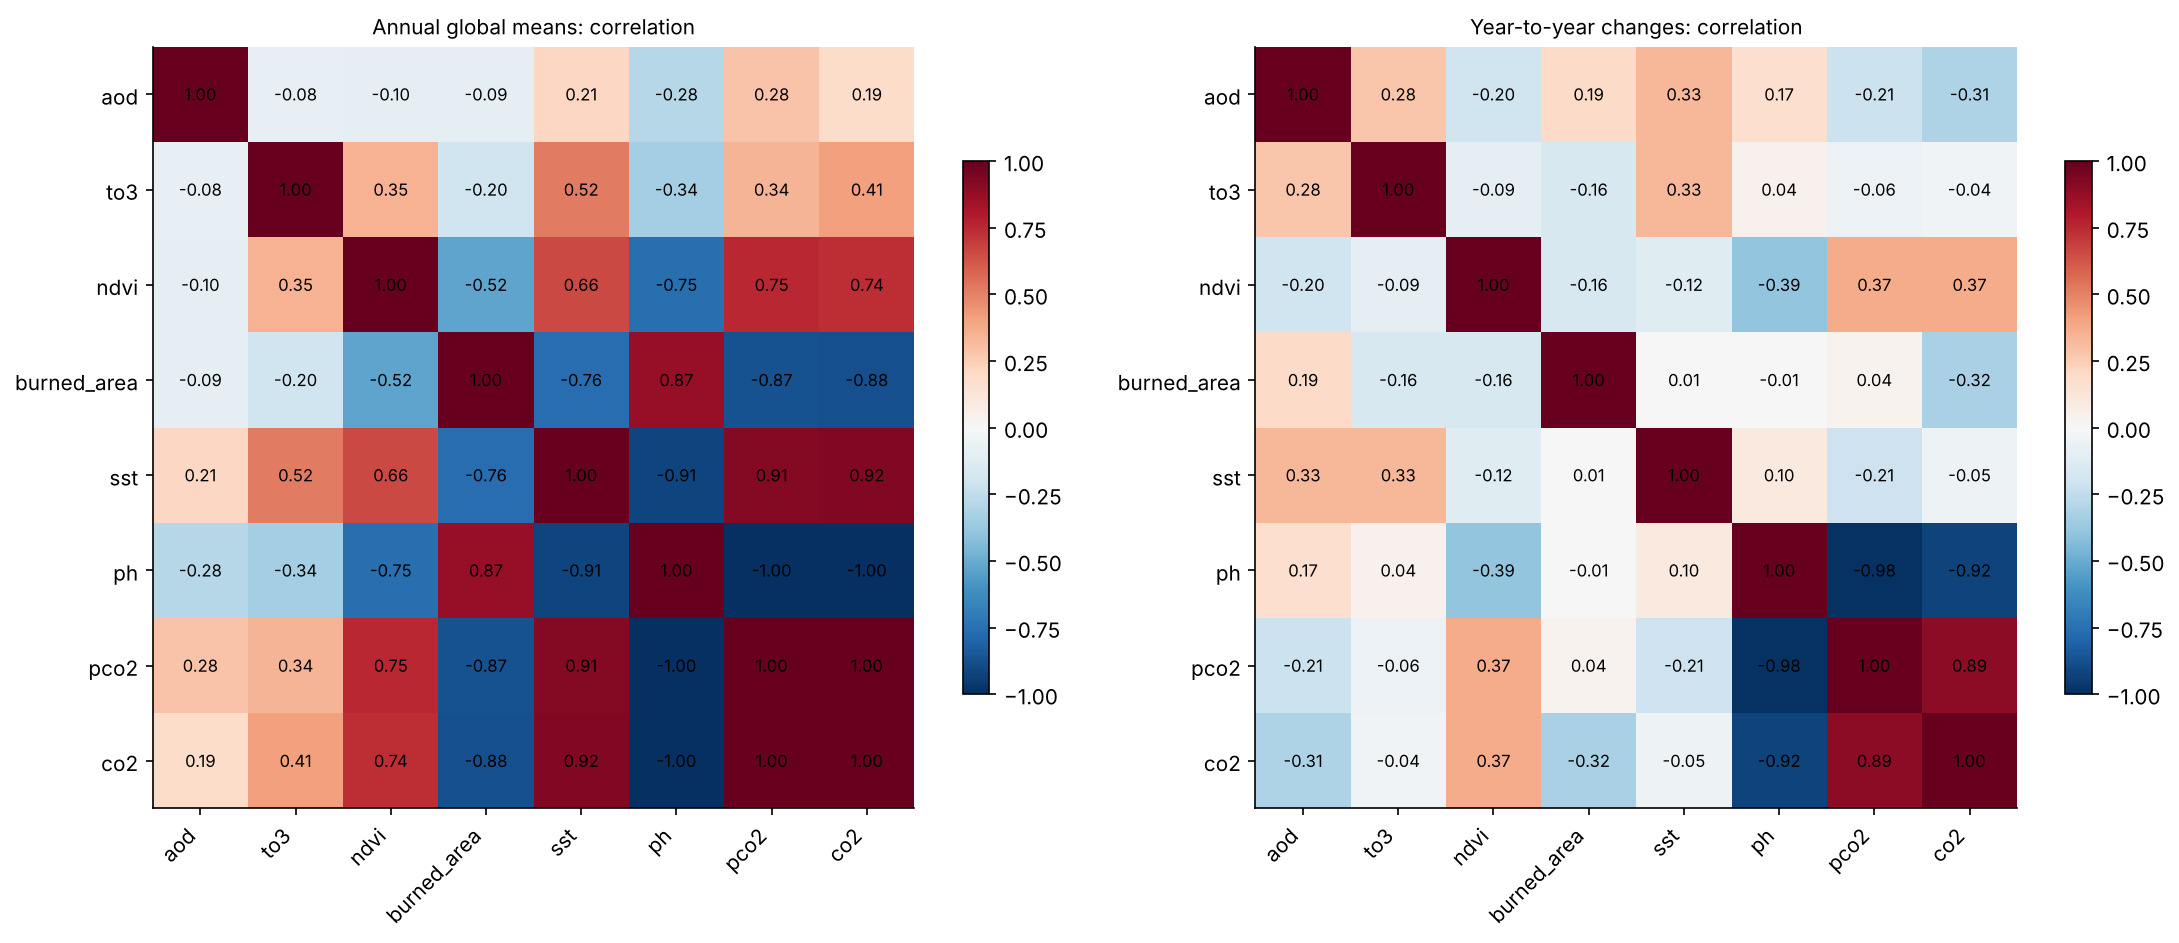 Annual global means: correlation
aod 1.00 -0.08 -0.10 -0.09 0.21 -0.28 0.28 0.19
to3 -0.08 1.00 0.35 -0.20 0.52 -0.34 0.34 0.41
ndvi -0.10 0.35 1.00 -0.52 0.66 -0.75 0.75 0.74
burned_area -0.09 -0.20 -0.52 1.00 -0.76 0.87 -0.87 -0.88
sst 0.21 0.52 0.66 -0.76 1.00 -0.91 0.91 0.92
ph -0.28 -0.34 -0.75 0.87 -0.91 1.00 -1.00 -1.00
pco2 0.28 0.34 0.75 -0.87 0.91 -1.00 1.00 1.00
co2 0.19 0.41 0.74 -0.88 0.92 -1.00 1.00 1.00
aod to3 ndvi burned_area sst ph pco2 co2
1.00
0.75
0.50
0.25
0.00
−0.25
−0.50
−0.75
−1.00
Year-to-year changes: correlation
aod 1.00 0.28 -0.20 0.19 0.33 0.17 -0.21 -0.31
to3 0.28 1.00 -0.09 -0.16 0.33 0.04 -0.06 -0.04
ndvi -0.20 -0.09 1.00 -0.16 -0.12 -0.39 0.37 0.37
burned_area 0.19 -0.16 -0.16 1.00 0.01 -0.01 0.04 -0.32
sst 0.33 0.33 -0.12 0.01 1.00 0.10 -0.21 -0.05
ph 0.17 0.04 -0.39 -0.01 0.10 1.00 -0.98 -0.92
pco2 -0.21 -0.06 0.37 0.04 -0.21 -0.98 1.00 0.89
co2 -0.31 -0.04 0.37 -0.32 -0.05 -0.92 0.89 1.00
aod to3 ndvi burned_area sst ph pco2 co2
1.00
0.75
0.50
0.25
0.00
−0.25
−0.50
−0.75
−1.00